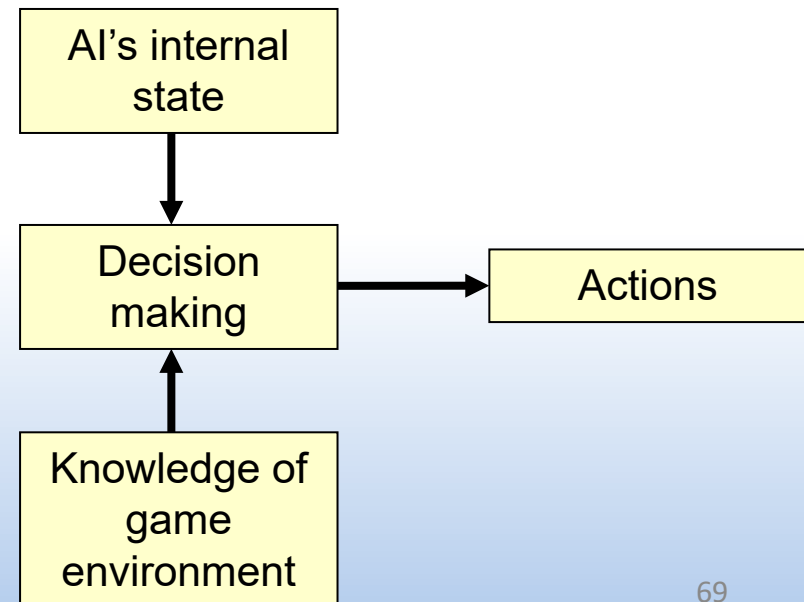 AI’s internal
state
Decision
making
Actions
Knowledge of
game
environment
69